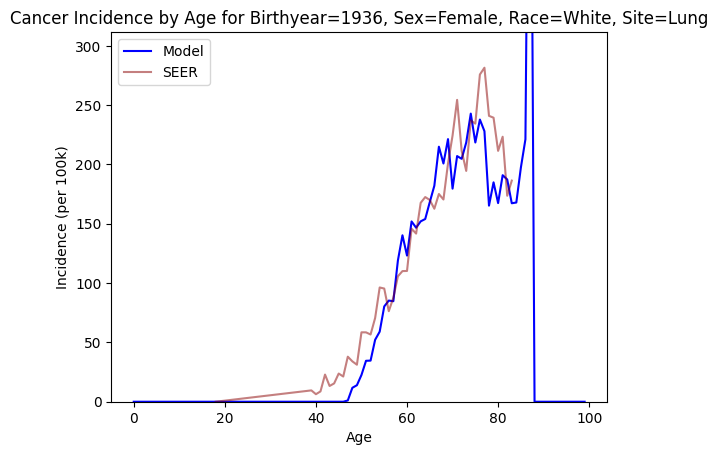 Cancer Incidence by Age for Birthyear=1936, Sex=Female, Race=White, Site=Lung
Model
SEER
300
250
200
150
100
50
0
Incidence (per 100k)
0 20 40 60 80 100
Age